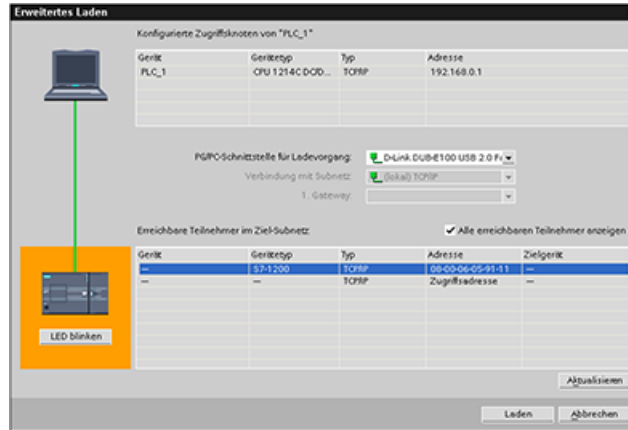 Erweitertes Laden
Konfigurierte Zugriffsknoten von "PLC_1"
Gerät Gerätetyp Typ Adresse
PLC_1 CPU 1214C DC/D... TCP/IP 192.168.0.1
PG/PC-Schnittstelle für Ladevorgang: D-Link DUB-E100 USB 2.0 F
Verbindung mit Subnetz: (lokal) TCP/IP
1. Gateway:
Erreichbare Teilnehmer im Ziel-Subnetz: Alle erreichbaren Teilnehmer anzeigen
Gerät Gerätetyp Typ Adresse Zielgerät
— S7-1200 TCP/IP 08-00-06-05-91-11 —
— — TCP/IP Zugriffsadresse —
LED blinken
Aktualisieren
Laden Abbrechen